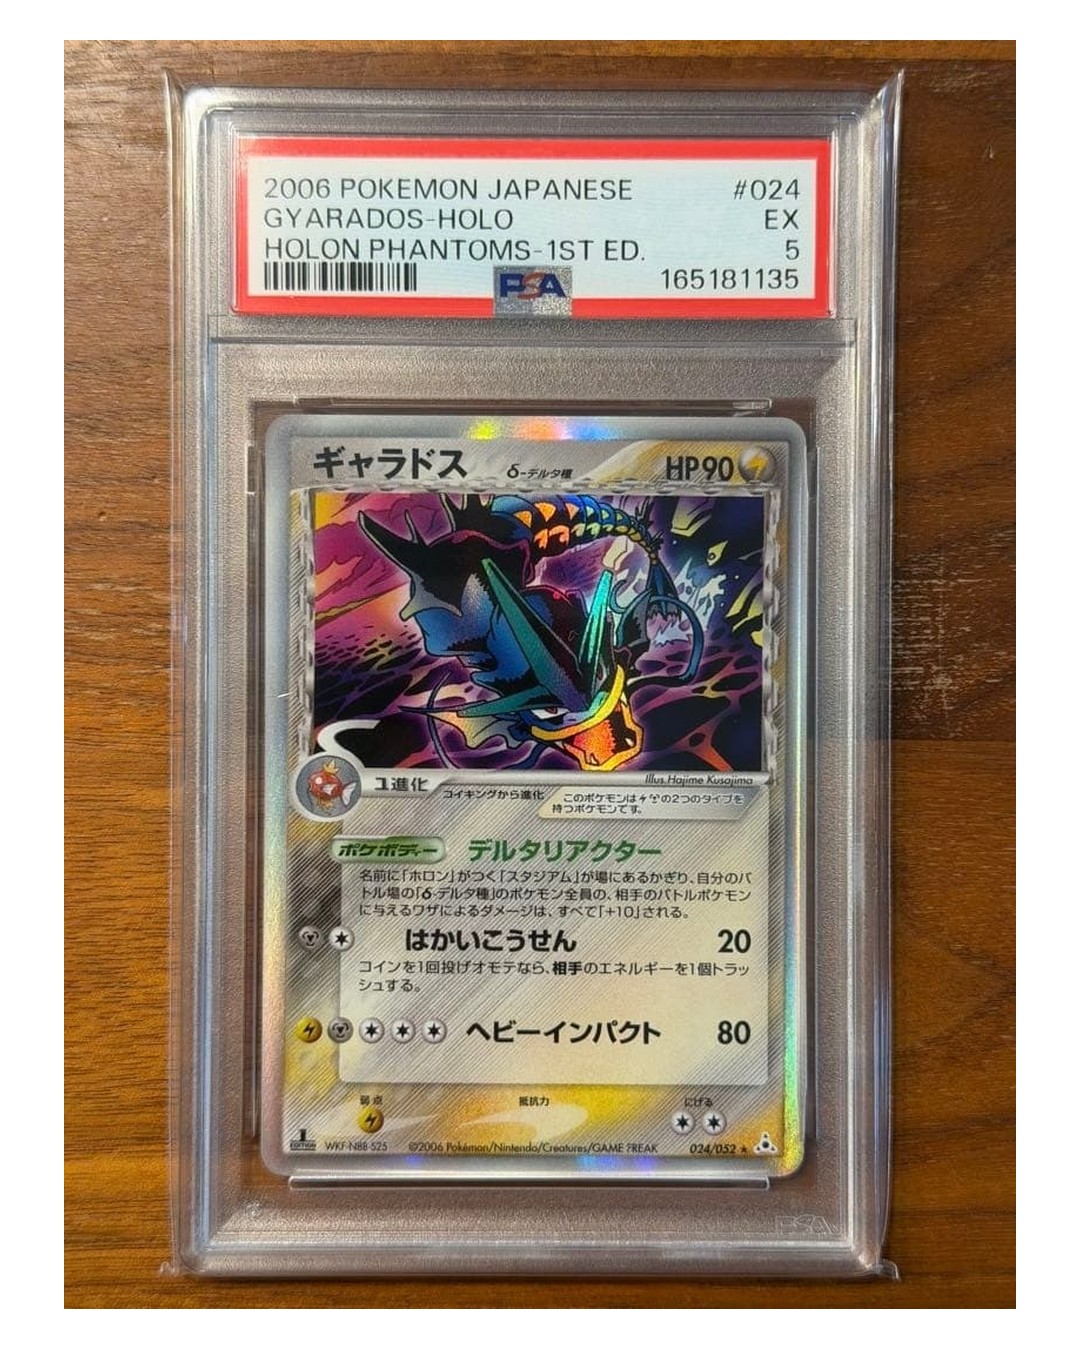 2006 POKEMON JAPANESE #024
GYARADOS-HOLO EX
HOLON PHANTOMS-1ST ED. 5
PSA 165181135
ギャラドス δ-デルタ種 HP90
Illus.Hajime Kusajima
1進化 コイキングから進化
このポケモンは の2つのタイプを
持つポケモンです。
ポケボディー デルタリアクター
名前に「ホロン」がつく「スタジアム」が場にあるかぎり、自分のバ
トル場の「δ-デルタ種」のポケモン全員の、相手のバトルポケモン
に与えるワザによるダメージは、すべて「+10」される。
はかいこうせん 20
コインを1回投げオモテなら、相手のエネルギーを1個トラッ
シュする。
ヘビーインパクト 80
弱点 抵抗力 にげる
1 EDITION WKF-NBB-S25 ©2006 Pokémon/Nintendo/Creatures/GAME FREAK 024/052 ★
PSA